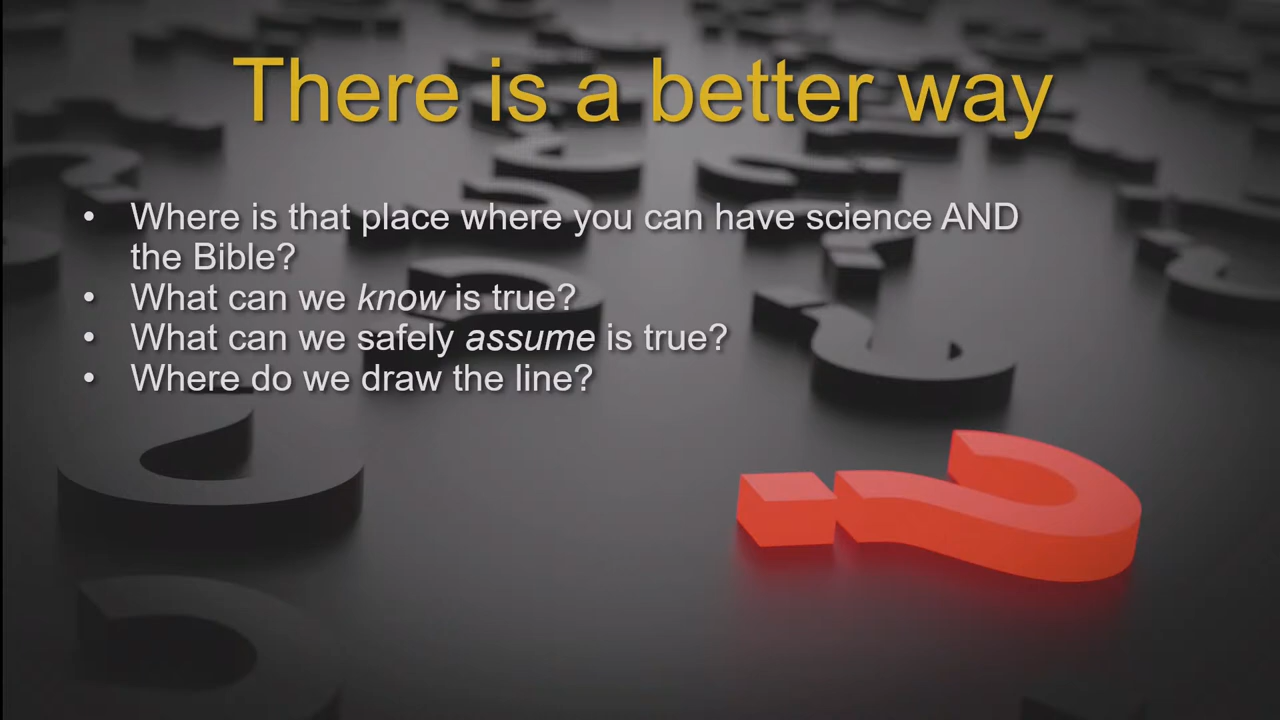 There is a better way
• Where is that place where you can have science AND
the Bible?
• What can we know is true?
• What can we safely assume is true?
• Where do we draw the line?